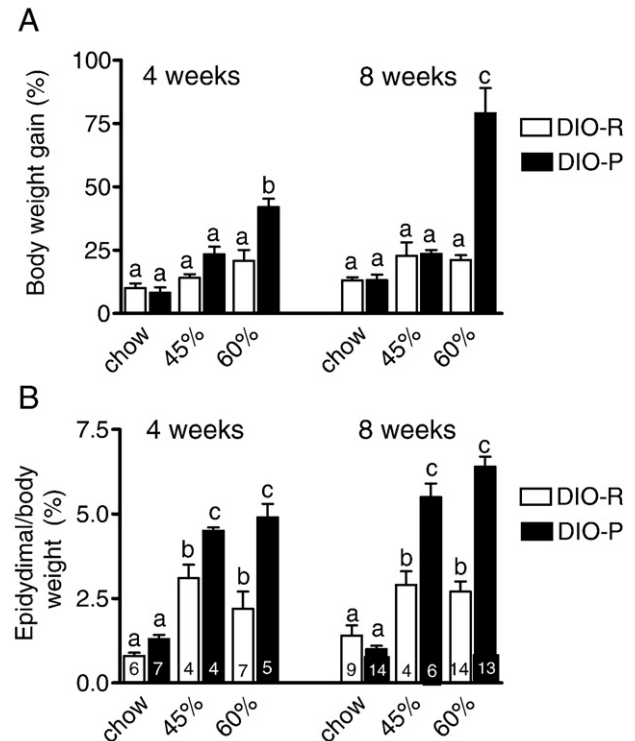 A
Body weight gain (%)
100
75
50
25
0
4 weeks
8 weeks
a a a a a b
a a a a a c
DIO-R
DIO-P
chow 45% 60% chow 45% 60%
B
Epidydimal/body
weight (%)
7.5
5.0
2.5
0.0
4 weeks
8 weeks
a a b c b c
a a b c b c
6 7 4 4 7 5 9 14 4 6 14 13
DIO-R
DIO-P
chow 45% 60% chow 45% 60%